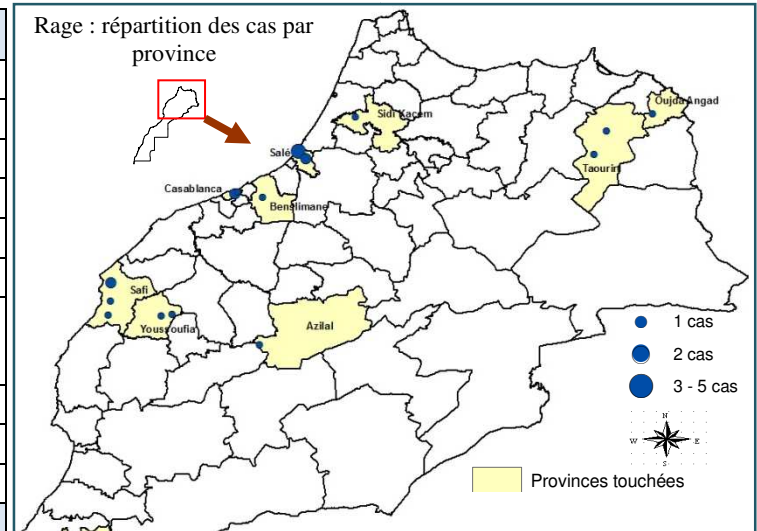 Rage : répartition des cas par
province
Oujda Angad
Sidi Kacem
Salé
Taourirt
Casablanca
Benslimane
Safi
Youssoufia
Azilal
1 cas
2 cas
3 - 5 cas
N
W E
S
Provinces touchées